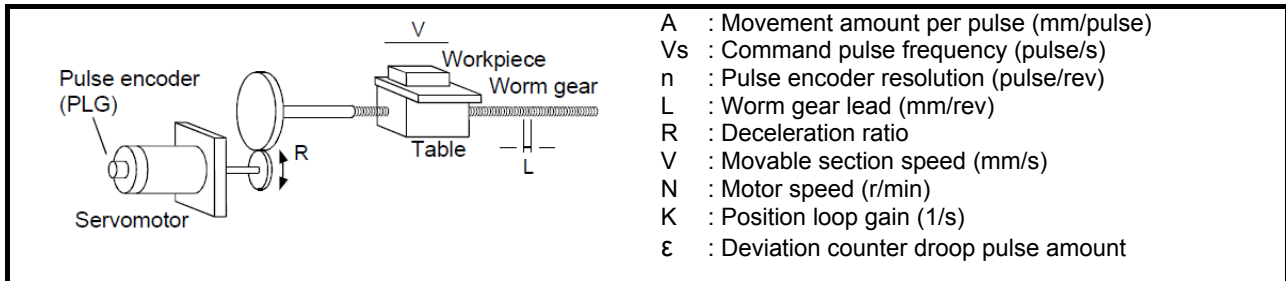 V
Workpiece
Pulse encoder
(PLG)
Worm gear
R
Table
L
Servomotor
A : Movement amount per pulse (mm/pulse)
Vs : Command pulse frequency (pulse/s)
n : Pulse encoder resolution (pulse/rev)
L : Worm gear lead (mm/rev)
R : Deceleration ratio
V : Movable section speed (mm/s)
N : Motor speed (r/min)
K : Position loop gain (1/s)
ε : Deviation counter droop pulse amount